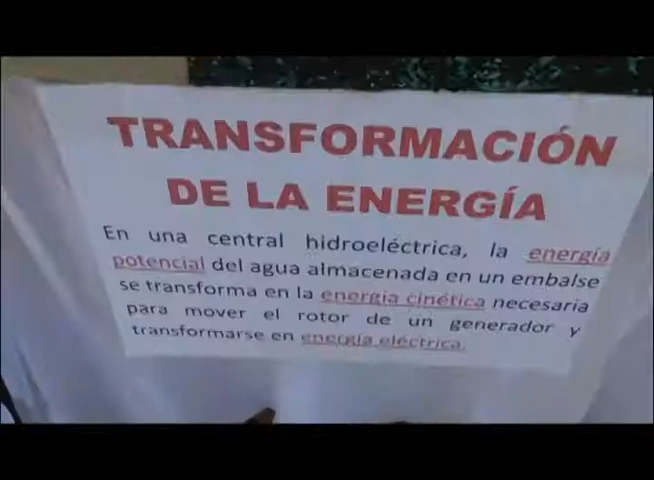 TRANSFORMACIÓN
DE LA ENERGÍA
En una central hidroeléctrica, la energía
potencial del agua almacenada en un embalse
se transforma en la energía cinética necesaria
para mover el rotor de un generador y
transformarse en energía eléctrica.